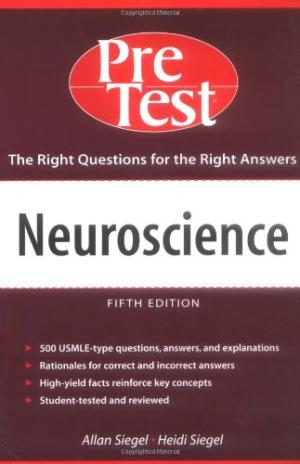 Copyrighted Material
Pre
Test®
The Right Questions for the Right Answers
Neuroscience
FIFTH EDITION
500 USMLE-type questions, answers, and explanations
Rationales for correct and incorrect answers
High-yield facts reinforce key concepts
Student-tested and reviewed
Allan Siegel • Heidi Siegel
Copyrighted Material